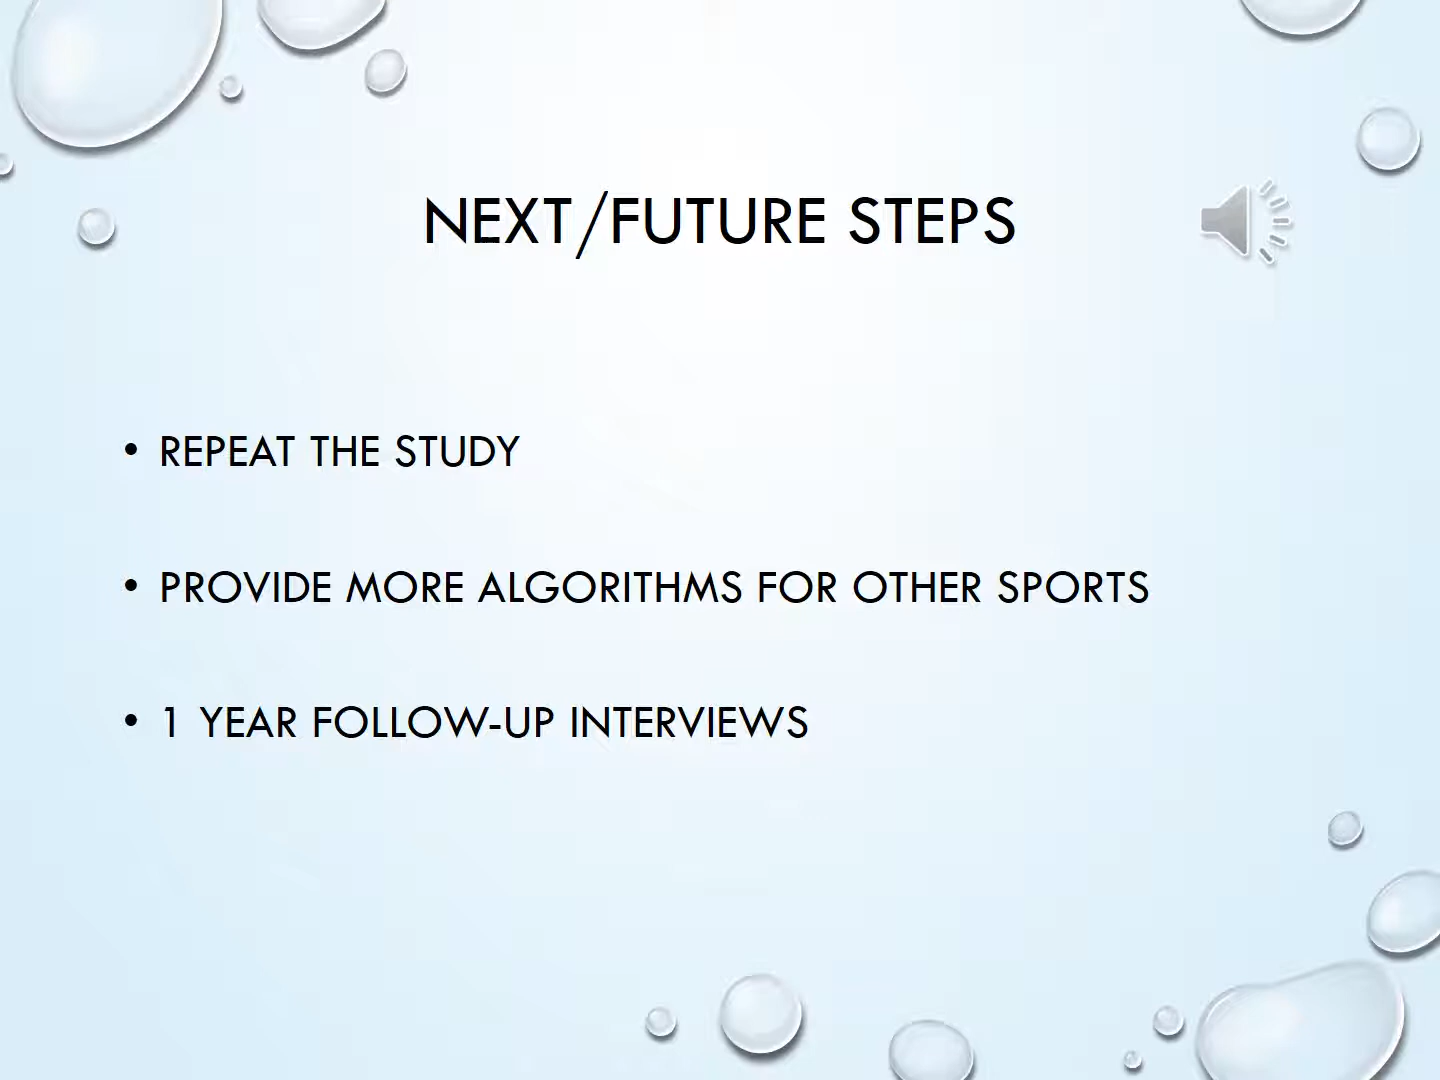 NEXT/FUTURE STEPS
• REPEAT THE STUDY
• PROVIDE MORE ALGORITHMS FOR OTHER SPORTS
• 1 YEAR FOLLOW-UP INTERVIEWS